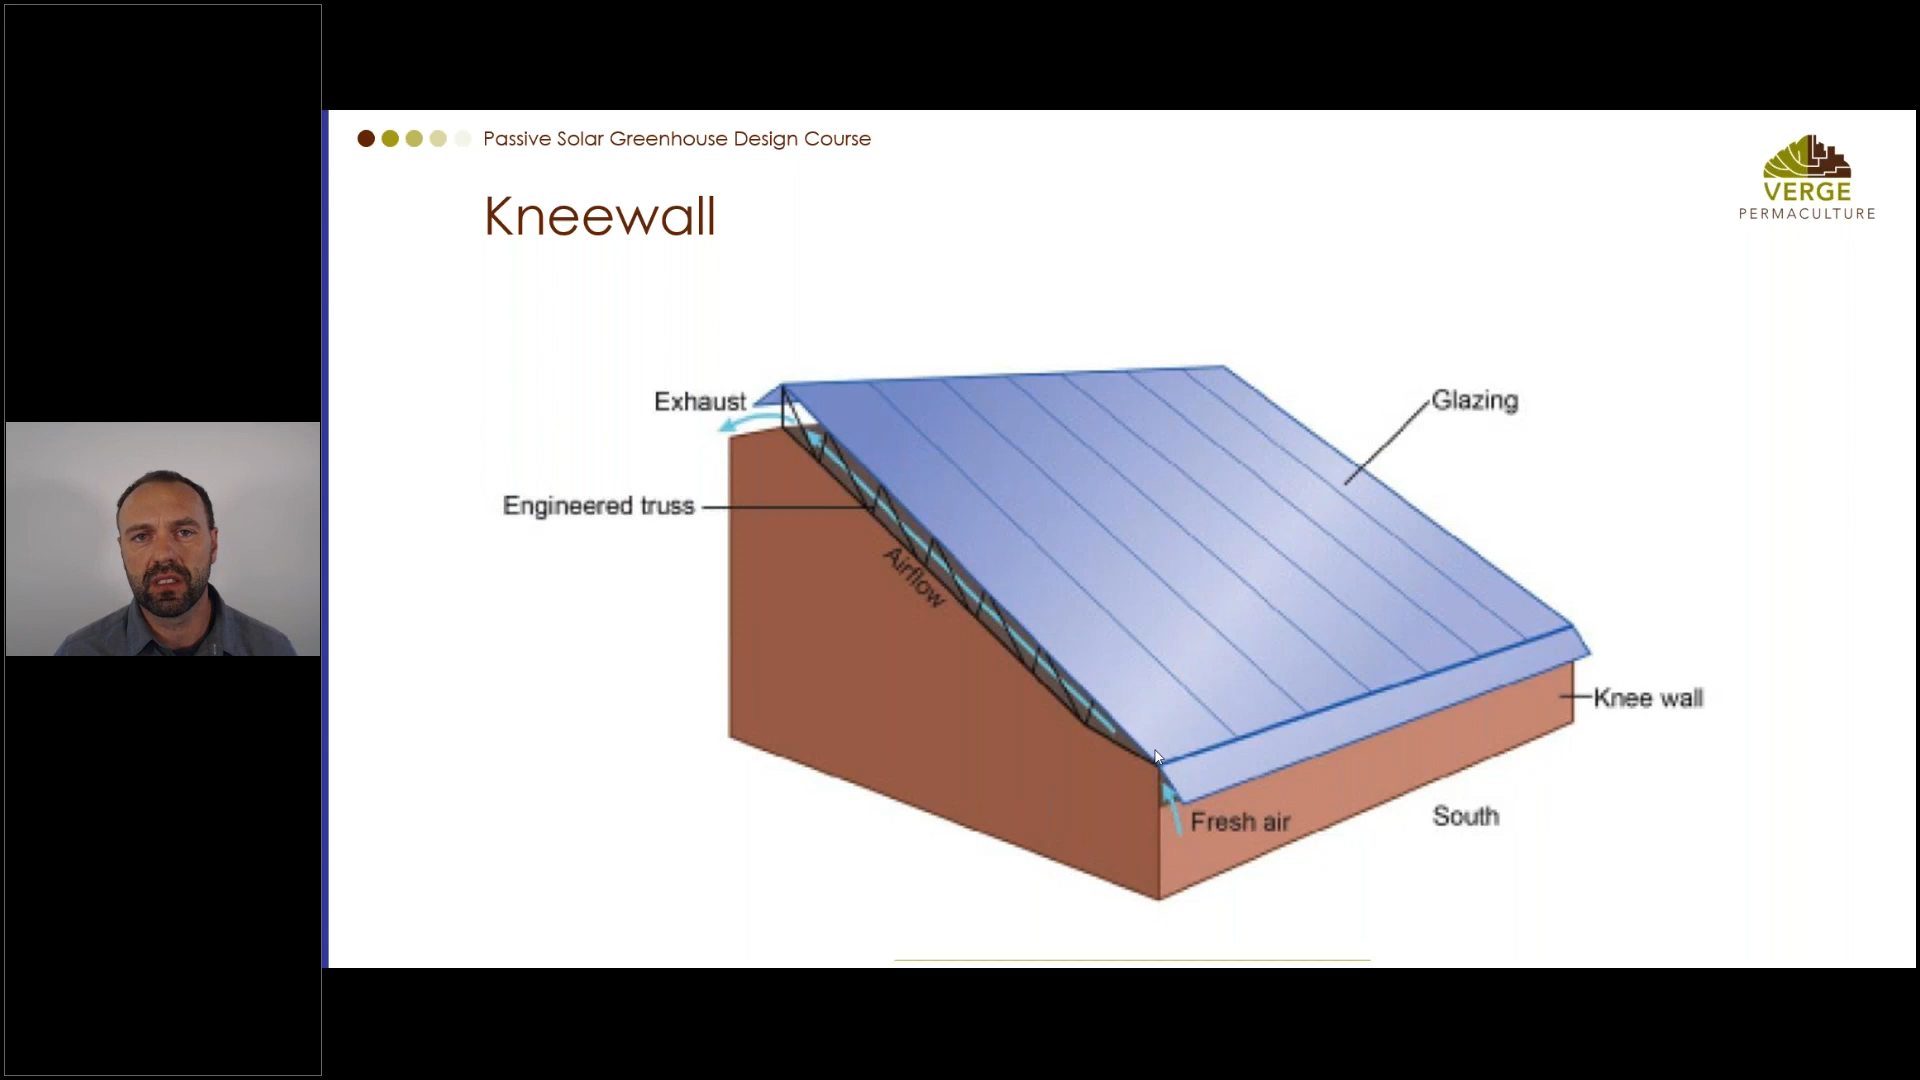 Passive Solar Greenhouse Design Course
VERGE
PERMACULTURE
Kneewall
Exhaust
Glazing
Engineered truss
Airflow
Knee wall
Fresh air
South